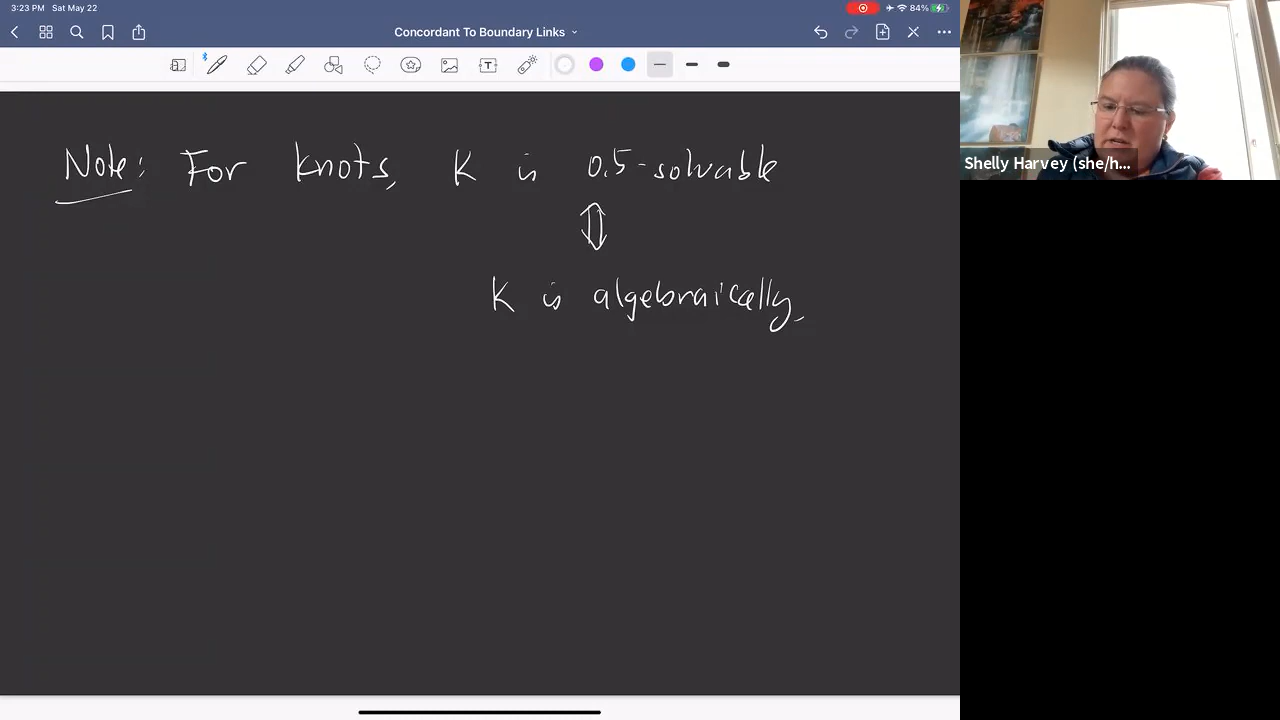 3:23 PM Sat May 22
84%
Concordant To Boundary Links
T
Note: For knots, K is 0.5-solvable
⇕
K is algebraically
Shelly Harvey (she/h...